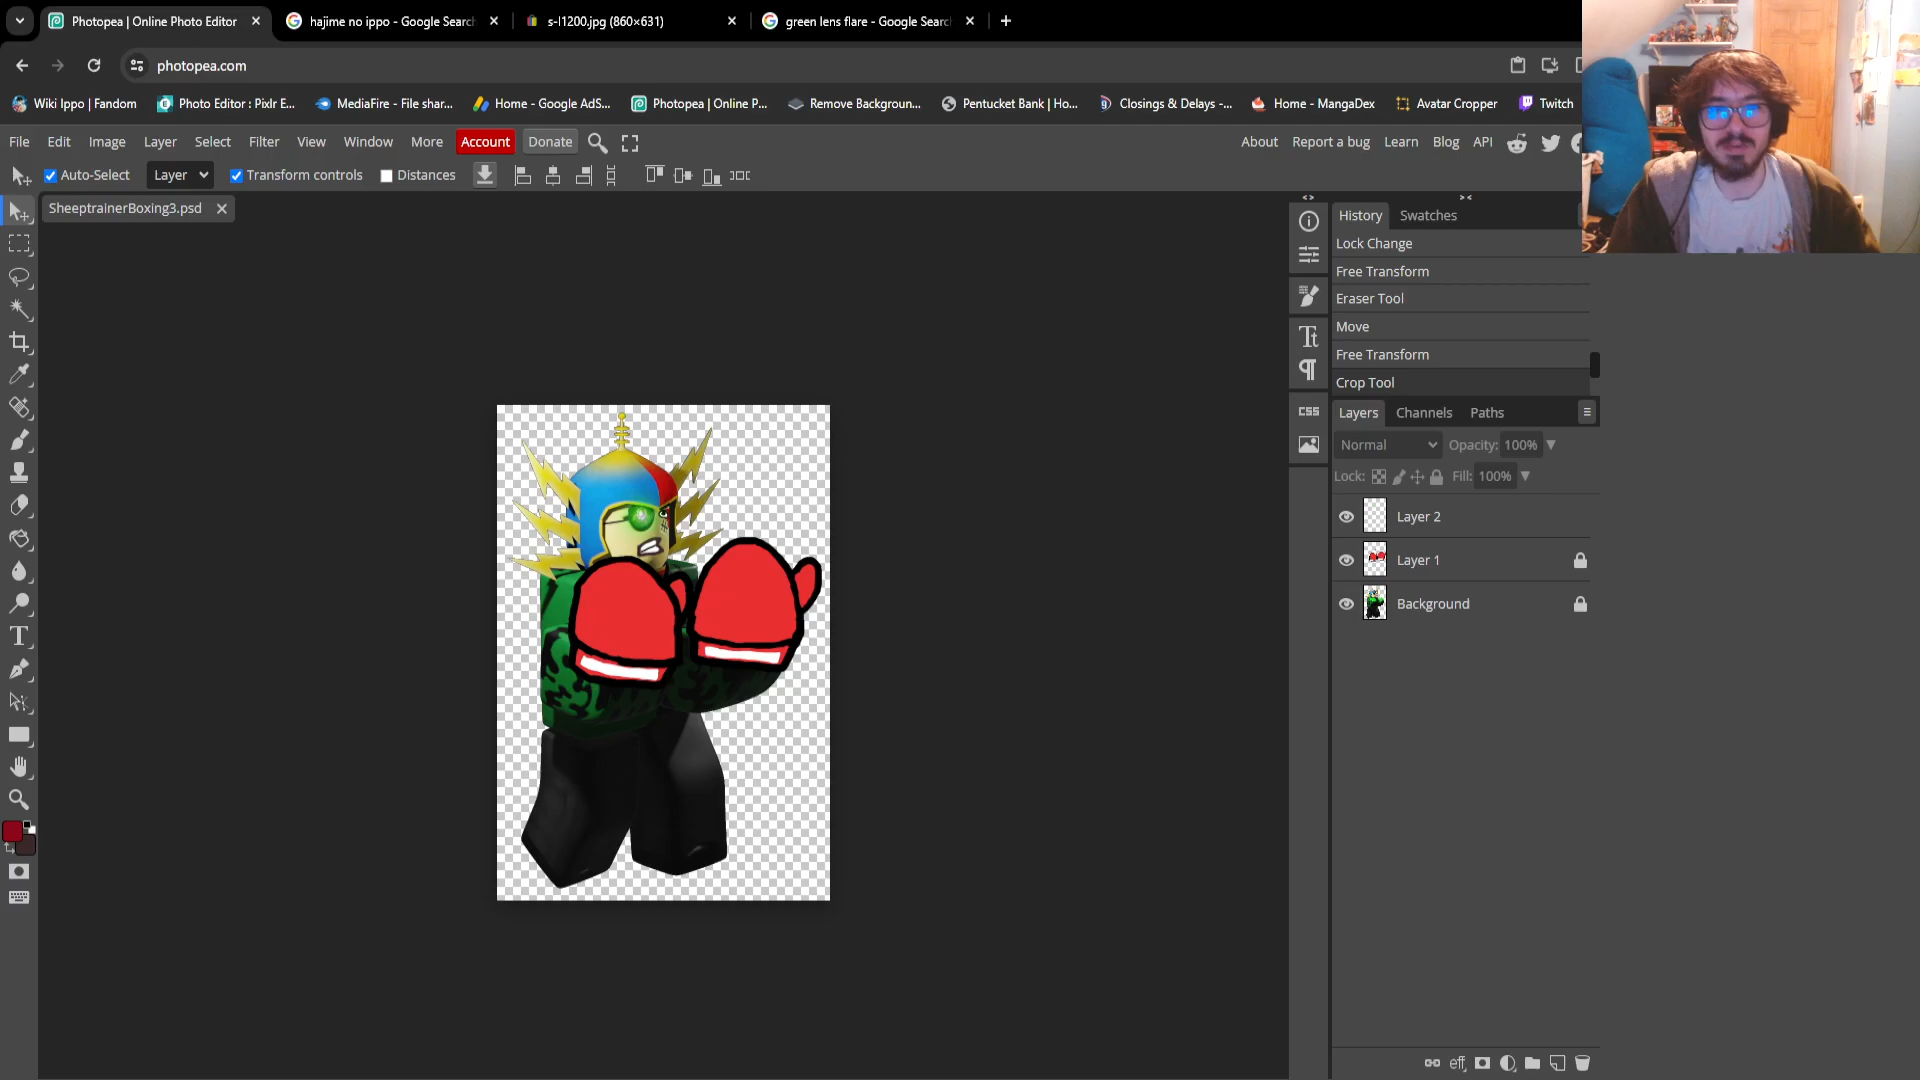 Photopea | Online Photo Editor
hajime no ippo - Google Search
s-l1200.jpg (860×631)
green lens flare - Google Search
photopea.com
Wiki Ippo | Fandom
Photo Editor : Pixlr E...
MediaFire - File shar...
Home - Google AdS...
Photopea | Online P...
Remove Backgroun...
Pentucket Bank | Ho...
Closings & Delays -...
Home - MangaDex
Avatar Cropper
Twitch
File Edit Image Layer Select Filter View Window More Account Donate
About Report a bug Learn Blog API
Auto-Select Layer Transform controls Distances
SheeptrainerBoxing3.psd
History Swatches
Lock Change
Free Transform
Eraser Tool
Move
Free Transform
Crop Tool
CSS
Layers Channels Paths
Normal Opacity: 100%
Lock: Fill: 100%
Layer 2
Layer 1
Background
eff